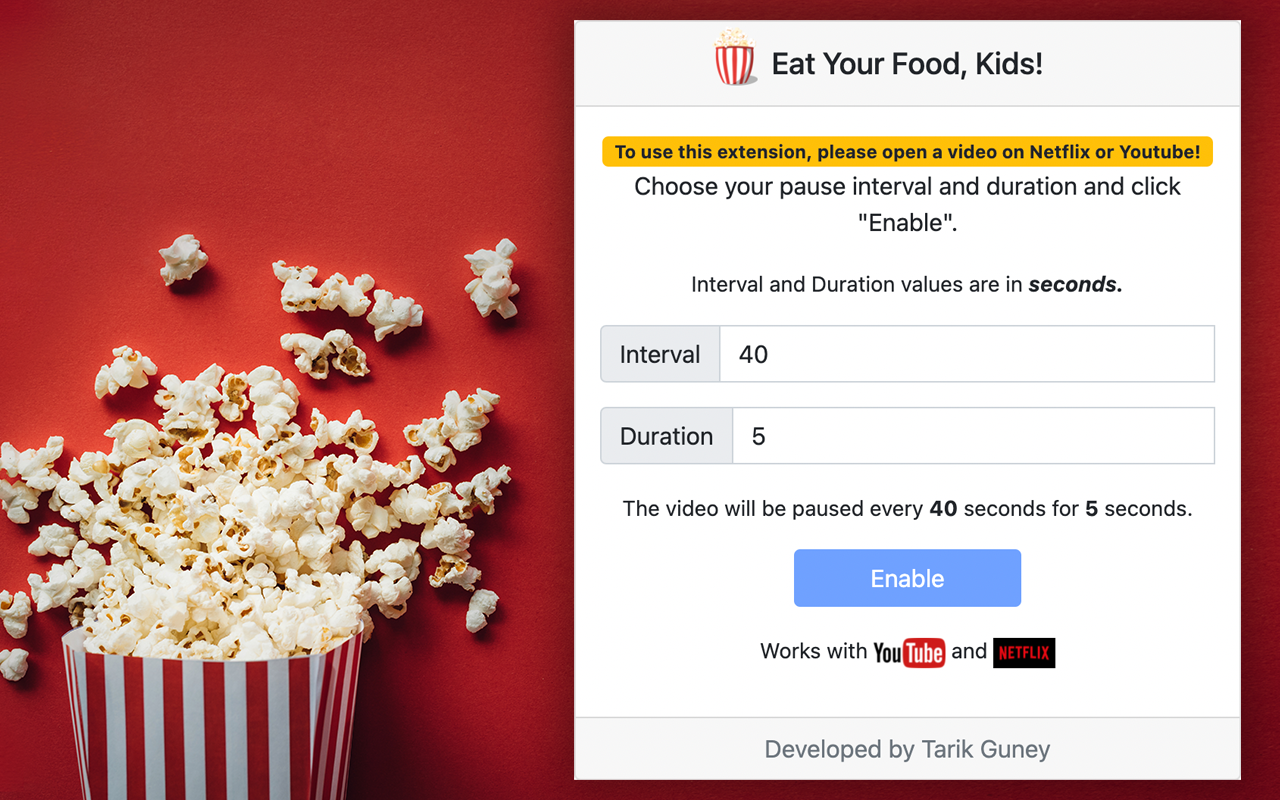 Eat Your Food, Kids!
To use this extension, please open a video on Netflix or Youtube!
Choose your pause interval and duration and click
"Enable".
Interval and Duration values are in seconds.
Interval 40
Duration 5
The video will be paused every 40 seconds for 5 seconds.
Enable
Works with YouTube and NETFLIX
Developed by Tarik Guney